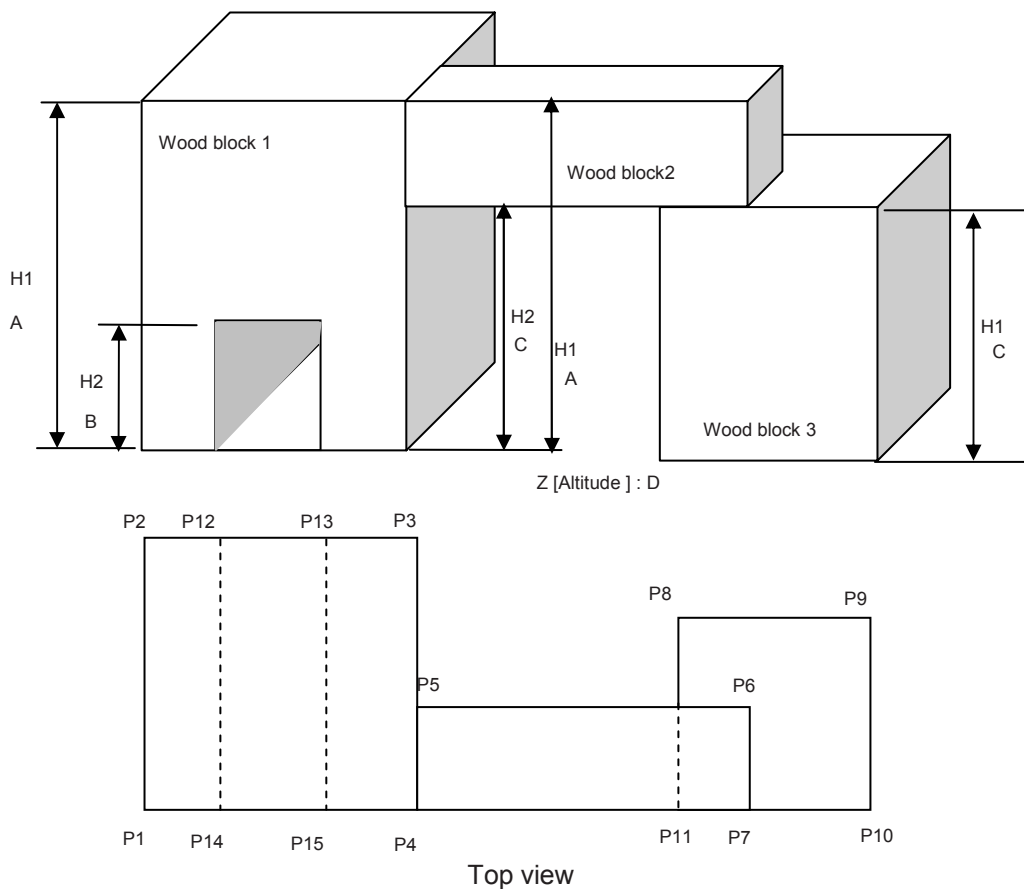 Wood block 1
Wood block2
H1
A
H2
B
H2
C
H1
A
H1
C
Wood block 3
Z [Altitude ] : D
P2 P12 P13 P3
P8 P9
P5 P6
P1 P14 P15 P4 P11 P7 P10
Top view